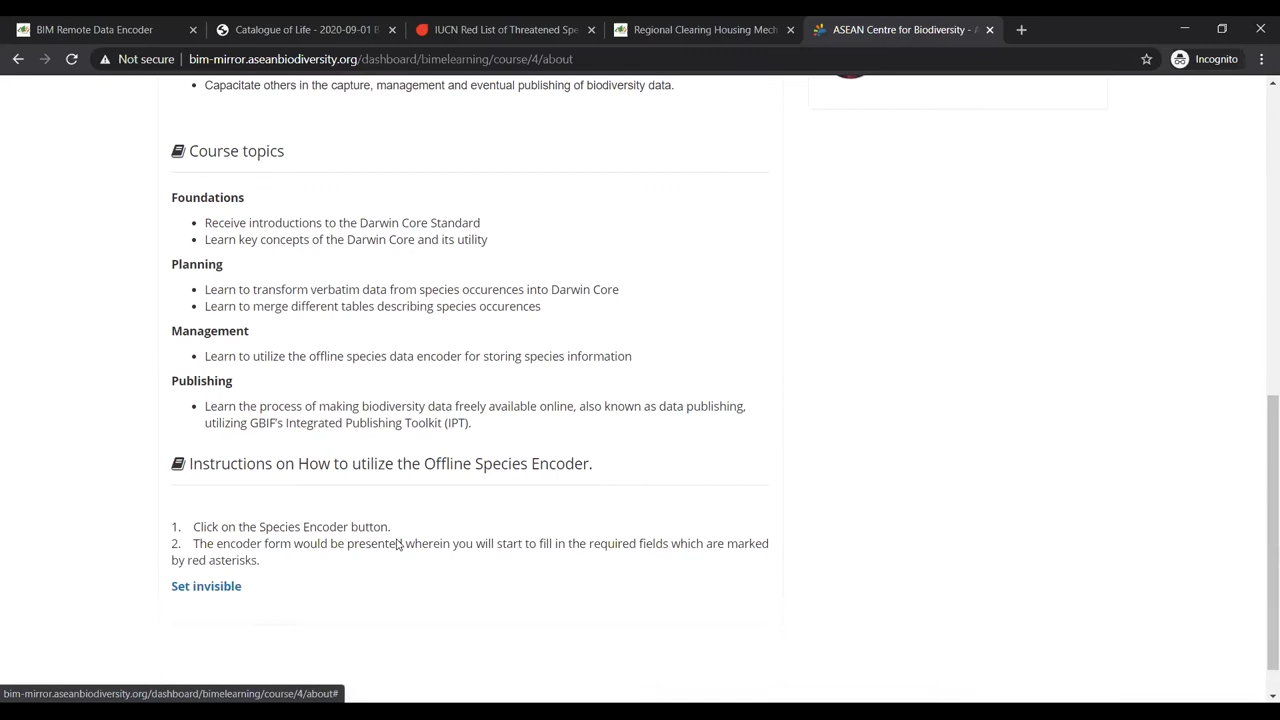 BIM Remote Data Encoder
Catalogue of Life - 2020-09-01 B
IUCN Red List of Threatened Spe
Regional Clearing Housing Mech
ASEAN Centre for Biodiversity - A
Not secure
bim-mirror.aseanbiodiversity.org/dashboard/bimelearning/course/4/about
Incognito
• Capacitate others in the capture, management and eventual publishing of biodiversity data.
Course topics
Foundations
• Receive introductions to the Darwin Core Standard
• Learn key concepts of the Darwin Core and its utility
Planning
• Learn to transform verbatim data from species occurences into Darwin Core
• Learn to merge different tables describing species occurences
Management
• Learn to utilize the offline species data encoder for storing species information
Publishing
• Learn the process of making biodiversity data freely available online, also known as data publishing,
utilizing GBIF's Integrated Publishing Toolkit (IPT).
Instructions on How to utilize the Offline Species Encoder.
1. Click on the Species Encoder button.
2. The encoder form would be presented wherein you will start to fill in the required fields which are marked
by red asterisks.
Set invisible
bim-mirror.aseanbiodiversity.org/dashboard/bimelearning/course/4/about#